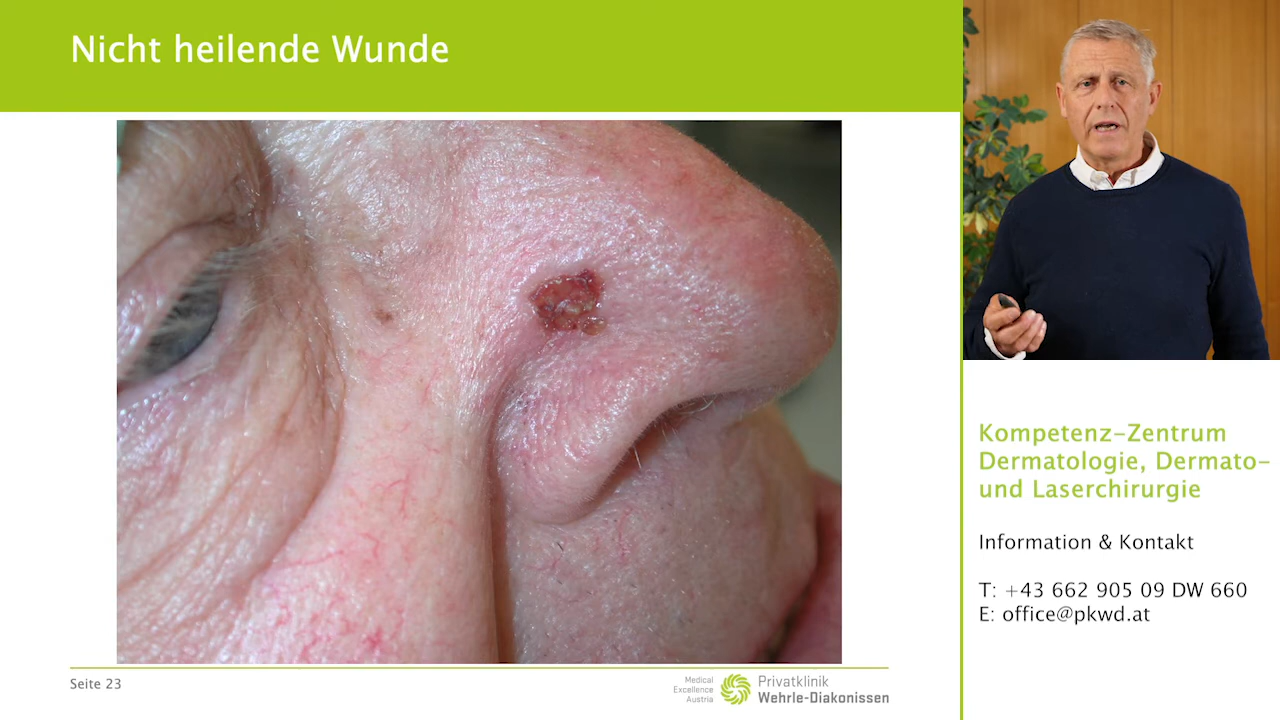 Nicht heilende Wunde
Seite 23
Medical
Excellence
Austria
Privatklinik
Wehrle-Diakonissen
Kompetenz-Zentrum
Dermatologie, Dermato-
und Laserchirurgie
Information & Kontakt
T: +43 662 905 09 DW 660
E: office@pkwd.at